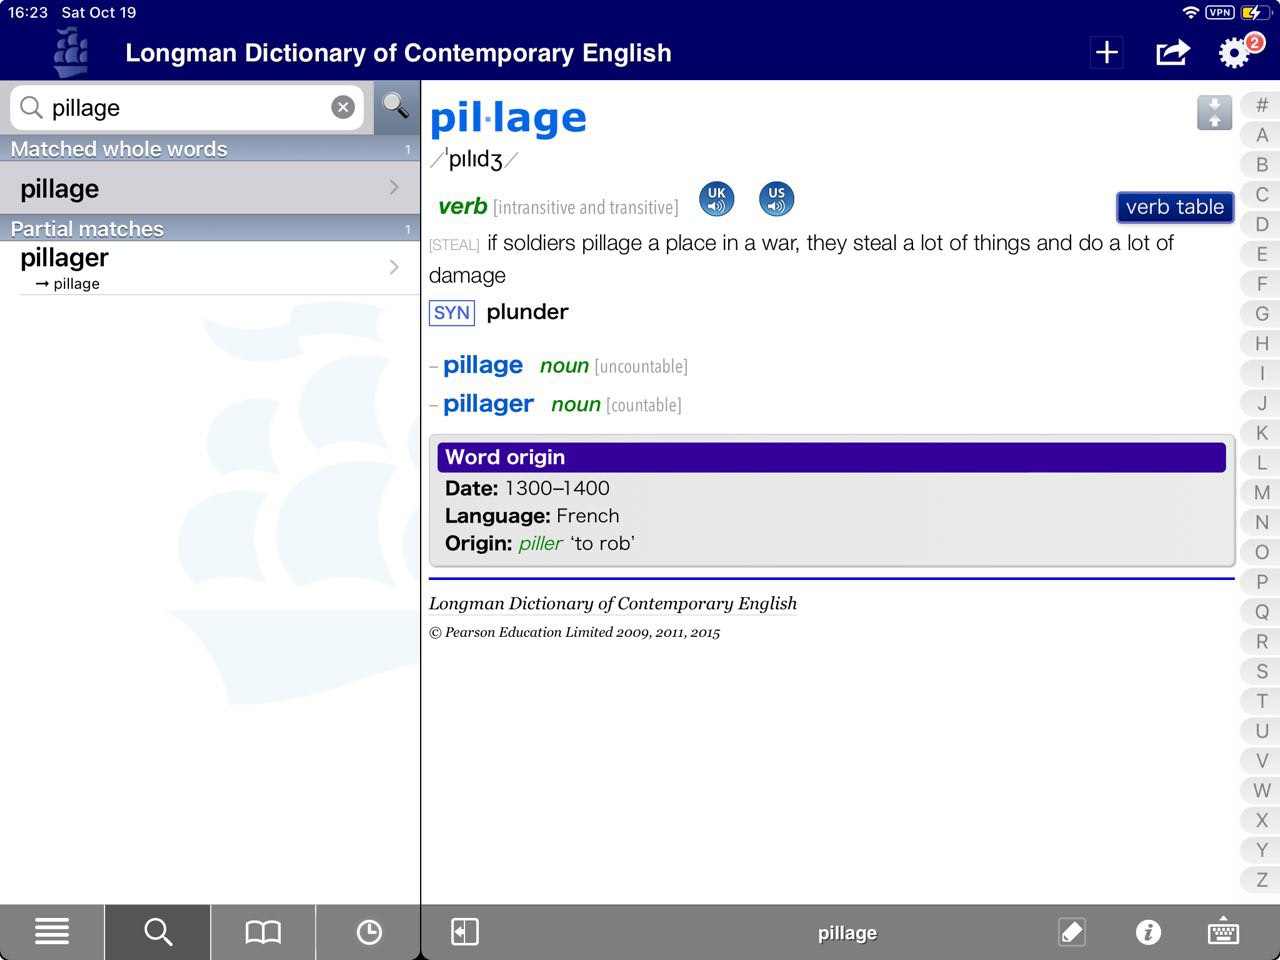 16:23 Sat Oct 19
VPN
Longman Dictionary of Contemporary English
2
pillage
Matched whole words 1
pillage
Partial matches 1
pillager
→ pillage
pil·lage
/ˈpɪlɪdʒ/
verb [intransitive and transitive] UK US
verb table
[STEAL] if soldiers pillage a place in a war, they steal a lot of things and do a lot of
damage
SYN plunder
– pillage noun [uncountable]
– pillager noun [countable]
Word origin
Date: 1300–1400
Language: French
Origin: piller ‘to rob’
Longman Dictionary of Contemporary English
© Pearson Education Limited 2009, 2011, 2015
#
A
B
C
D
E
F
G
H
I
J
K
L
M
N
O
P
Q
R
S
T
U
V
W
X
Y
Z
pillage